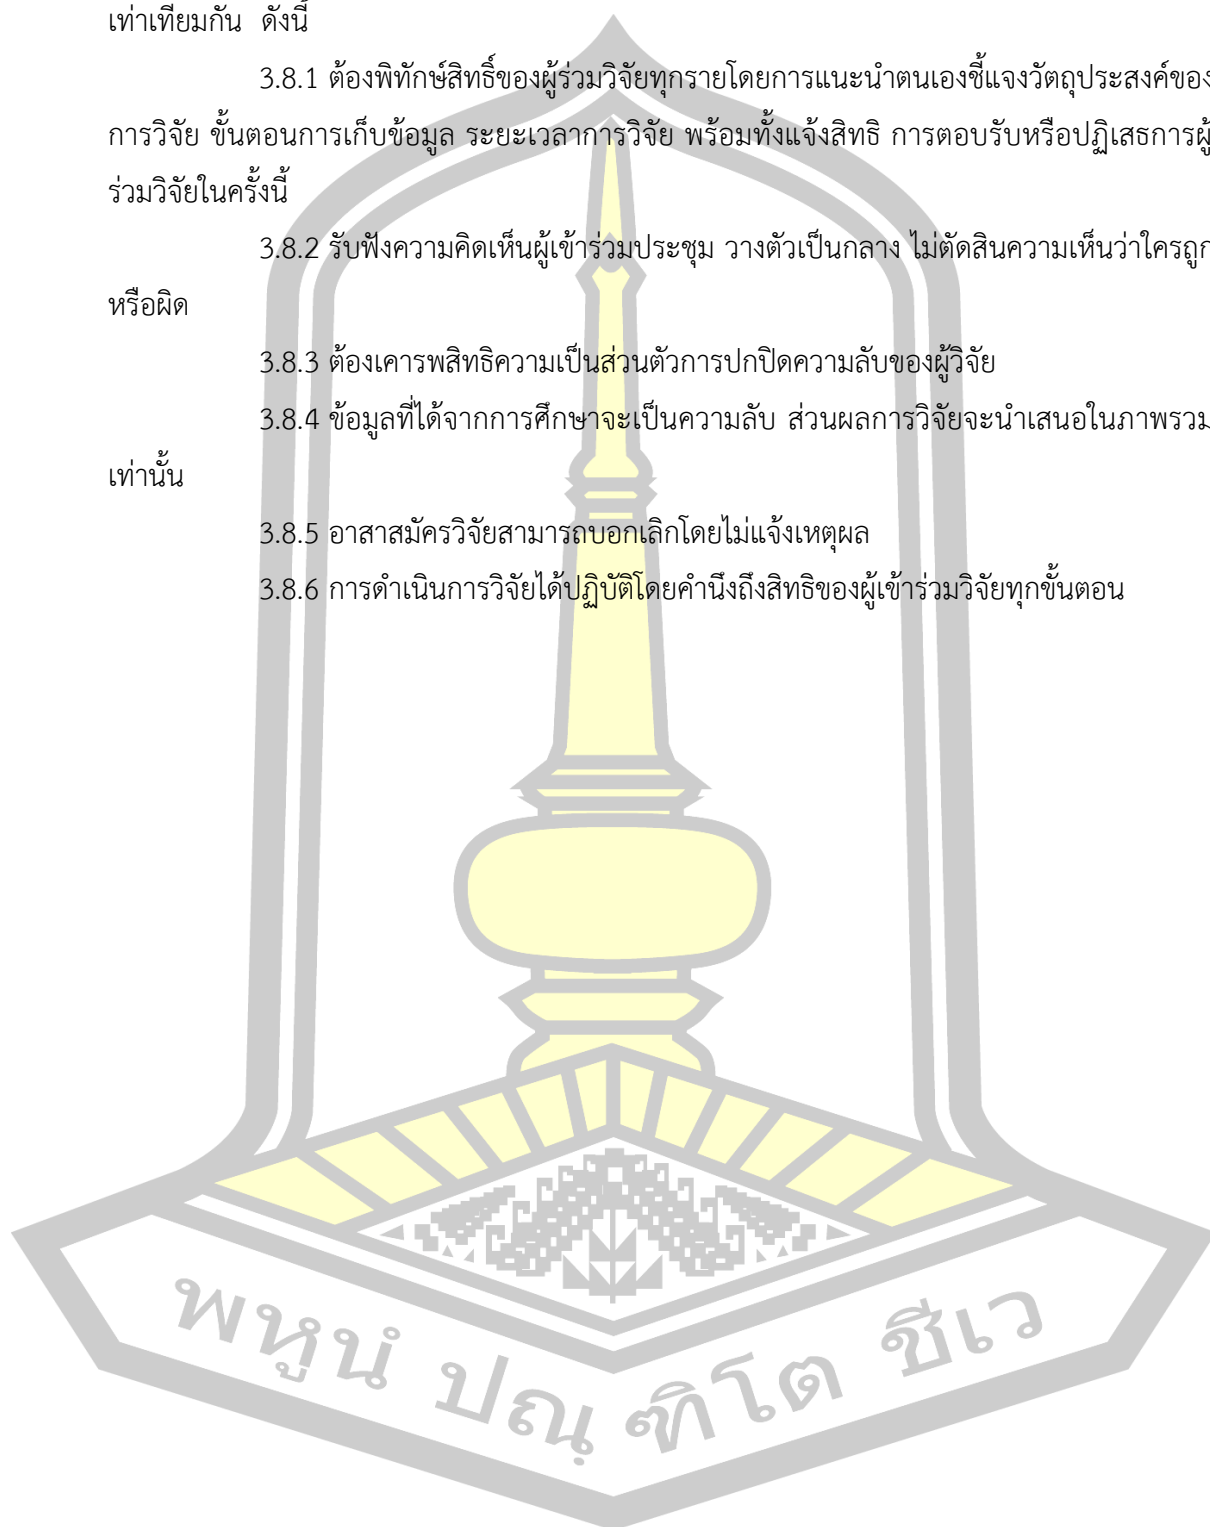 เท่าเทียมกัน ดังนี้
3.8.1 ต้องพิทักษ์สิทธิ์ของผู้ร่วมวิจัยทุกรายโดยการแนะนำตนเองชี้แจงวัตถุประสงค์ของ
การวิจัย ขั้นตอนการเก็บข้อมูล ระยะเวลาการวิจัย พร้อมทั้งแจ้งสิทธิ การตอบรับหรือปฏิเสธการผู้
ร่วมวิจัยในครั้งนี้
3.8.2 รับฟังความคิดเห็นผู้เข้าร่วมประชุม วางตัวเป็นกลาง ไม่ตัดสินความเห็นว่าใครถูก
หรือผิด
3.8.3 ต้องเคารพสิทธิความเป็นส่วนตัวการปกปิดความลับของผู้วิจัย
3.8.4 ข้อมูลที่ได้จากการศึกษาจะเป็นความลับ ส่วนผลการวิจัยจะนำเสนอในภาพรวม
เท่านั้น
3.8.5 อาสาสมัครวิจัยสามารถบอกเลิกโดยไม่แจ้งเหตุผล
3.8.6 การดำเนินการวิจัยได้ปฏิบัติโดยคำนึงถึงสิทธิของผู้เข้าร่วมวิจัยทุกขั้นตอน
พหูนํ ปณฺฑิโต ชีเว